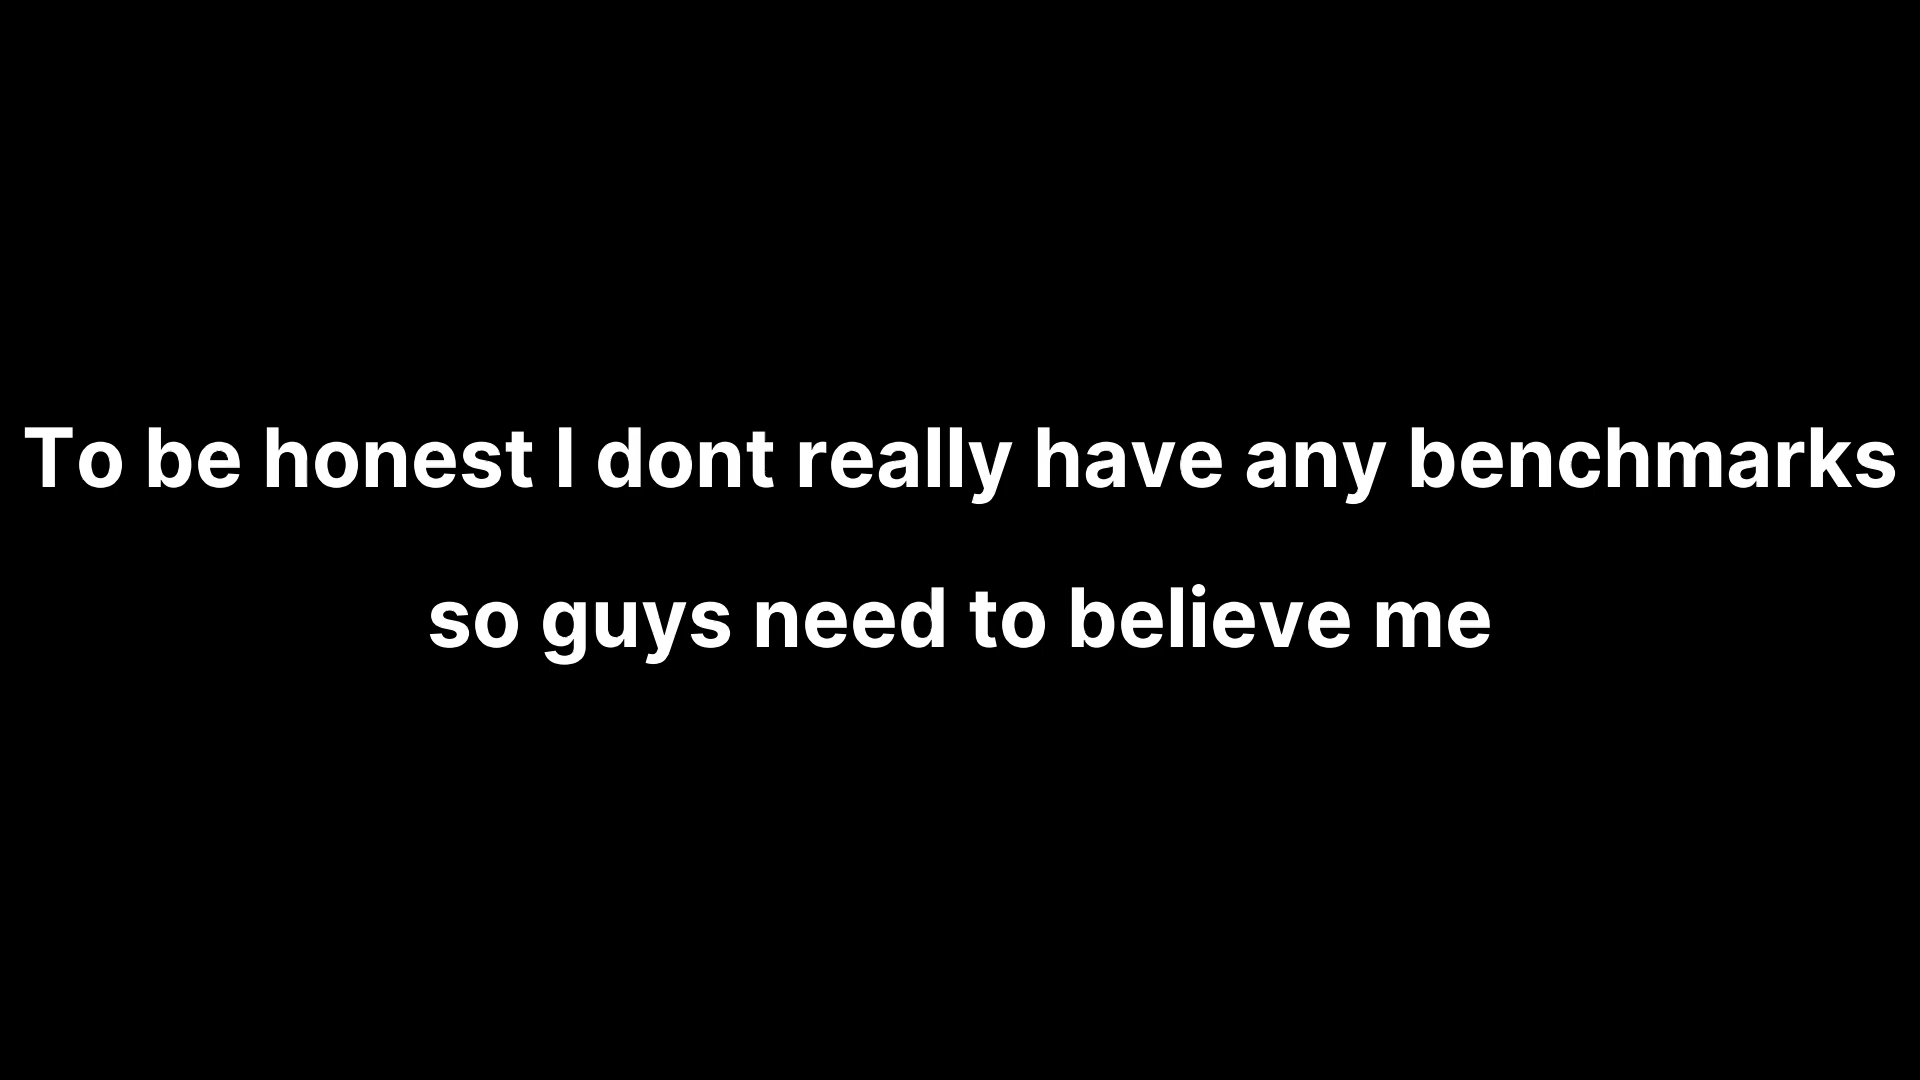 To be honest I dont really have any benchmarks
so guys need to believe me